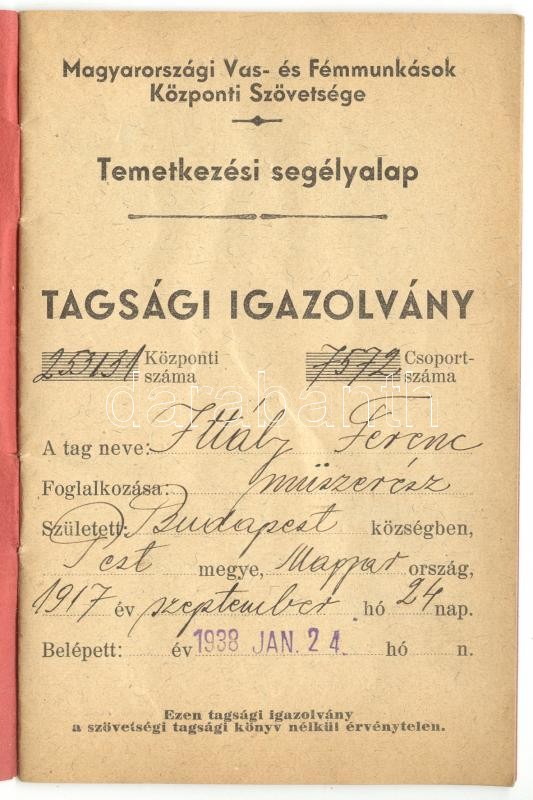 Magyarországi Vas- és Fémmunkások
Központi Szövetsége
Temetkezési segélyalap
TAGSÁGI IGAZOLVÁNY
253131 Központi száma
7572 Csoport-száma
A tag neve: Ferenc
Foglalkozása: műszerész
Született: Budapest községben,
Pest megye, Magyar ország,
1917 év szeptember hó 24 nap.
Belépett: év 1938 JAN. 24. hó n.
Ezen tagsági igazolvány
a szövetségi tagsági könyv nélkül érvénytelen.
darabanth